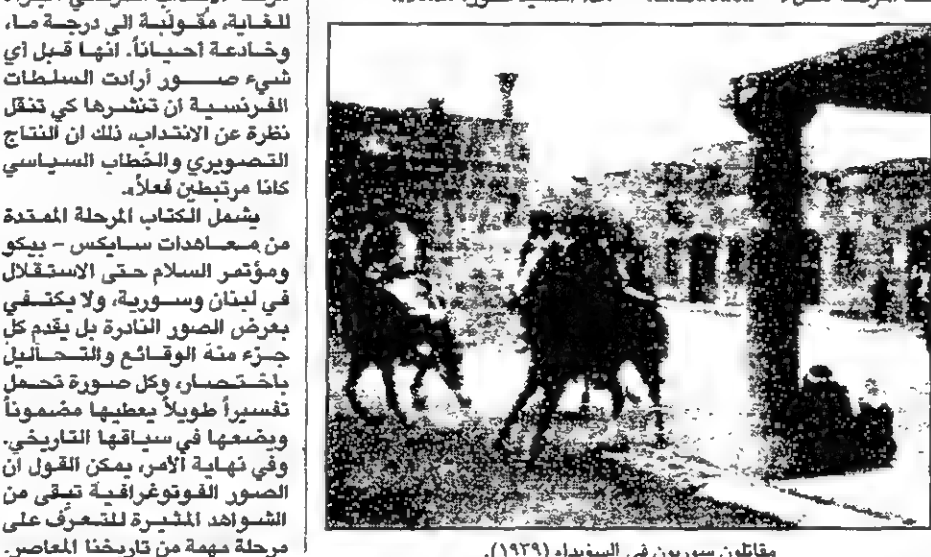 للغاية، مقولبة الى درجة ما،
وخادعة أحياناً. انها قبل أي
شيء صور أرادت السلطات
الفرنسية ان تنشرها كي تنقل
نظرة عن الانتداب، ذلك ان النتاج
التصويري والخطاب السياسي
كانا مرتبطين فعلاً».
يشمل الكتاب المرحلة الممتدة
من معاهدات سايكس - بيكو
ومؤتمر السلام حتى الاستقلال
في لبنان وسورية، ولا يكتفي
بعرض الصور النادرة بل يقدم كل
جزء منه الوقائع والتحاليل
باختصار، وكل صورة تحمل
تفسيراً طويلاً يعطيها مضموناً
ويضعها في سياقها التاريخي.
وفي نهاية الأمر، يمكن القول ان
الصور الفوتوغرافية تبقى من
الشواهد المثيرة للتعرف على
مرحلة مهمة من تاريخنا المعاصر.
مقاتلون سوريون في السويداء (١٩٣٩).